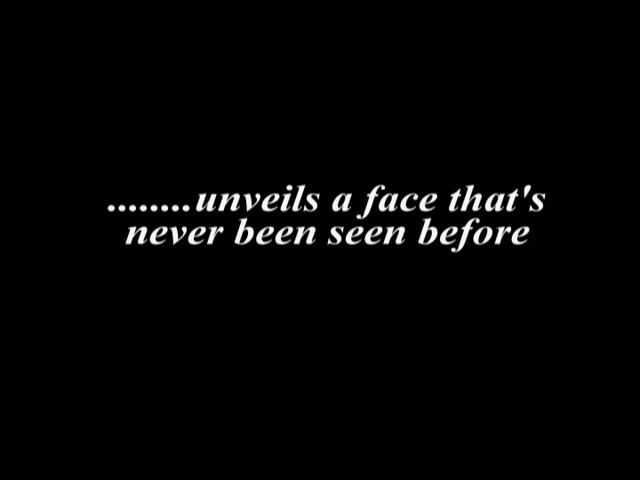 ........unveils a face that's
never been seen before